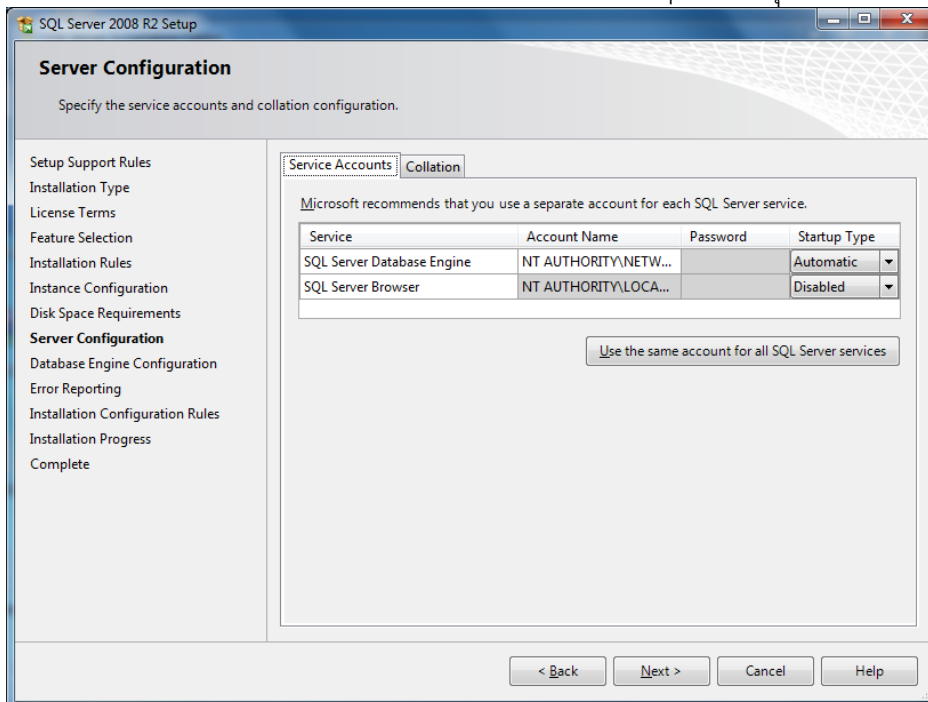 SQL Server 2008 R2 Setup
Server Configuration
Specify the service accounts and collation configuration.
Setup Support Rules
Installation Type
License Terms
Feature Selection
Installation Rules
Instance Configuration
Disk Space Requirements
Server Configuration
Database Engine Configuration
Error Reporting
Installation Configuration Rules
Installation Progress
Complete
Service Accounts Collation
Microsoft recommends that you use a separate account for each SQL Server service.
Service Account Name Password Startup Type
SQL Server Database Engine NT AUTHORITY\NETW... Automatic
SQL Server Browser NT AUTHORITY\LOCA... Disabled
Use the same account for all SQL Server services
< Back Next > Cancel Help